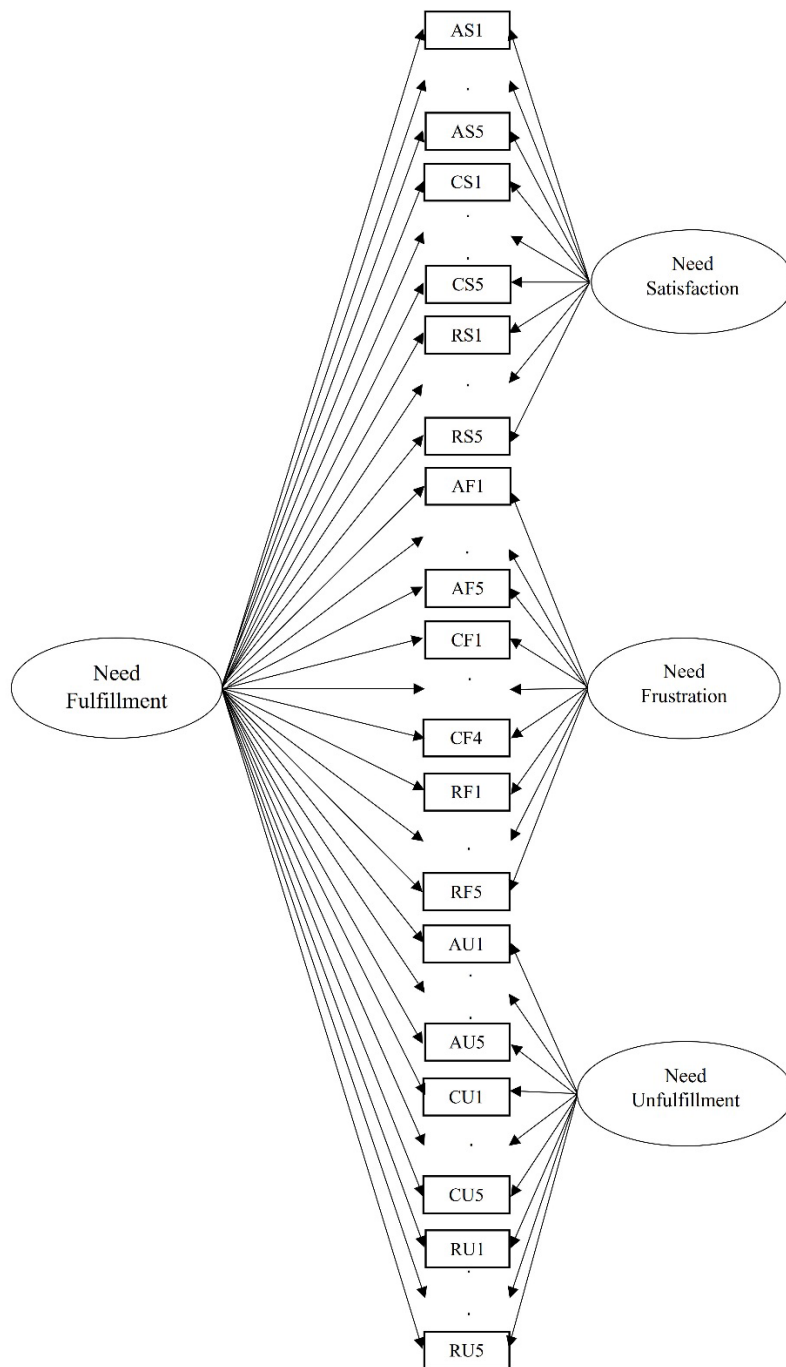 AS1
AS5
CS1
CS5
RS1
RS5
AF1
AF5
CF1
CF4
RF1
RF5
AU1
AU5
CU1
CU5
RU1
RU5
Need
Fulfillment
Need
Satisfaction
Need
Frustration
Need
Unfulfillment